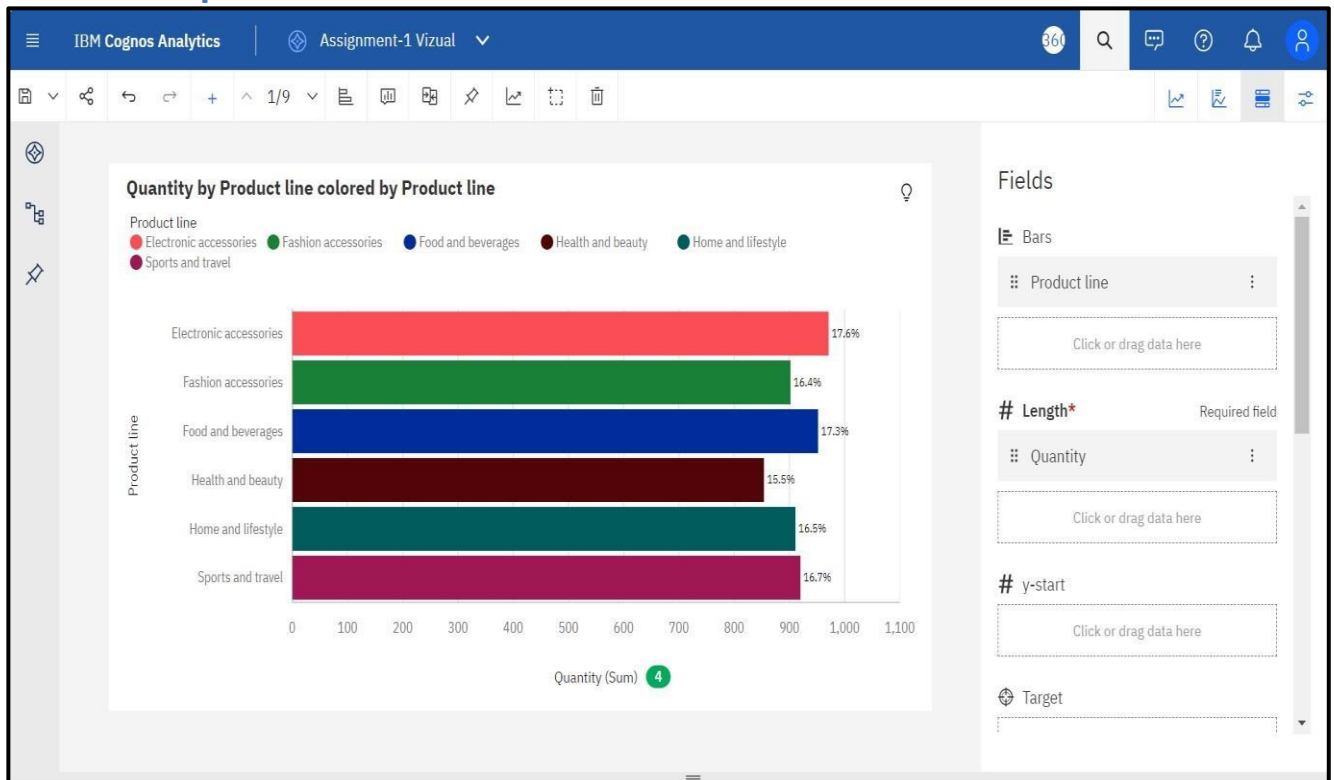 IBM Cognos Analytics
Assignment-1 Vizual
360
1/9
Quantity by Product line colored by Product line
Product line
Electronic accessories Fashion accessories Food and beverages Health and beauty Home and lifestyle
Sports and travel
Product line
Electronic accessories 17.6%
Fashion accessories 16.4%
Food and beverages 17.3%
Health and beauty 15.5%
Home and lifestyle 16.5%
Sports and travel 16.7%
0 100 200 300 400 500 600 700 800 900 1,000 1,100
Quantity (Sum) 4
Fields
Bars
Product line
Click or drag data here
# Length* Required field
Quantity
Click or drag data here
# y-start
Click or drag data here
Target